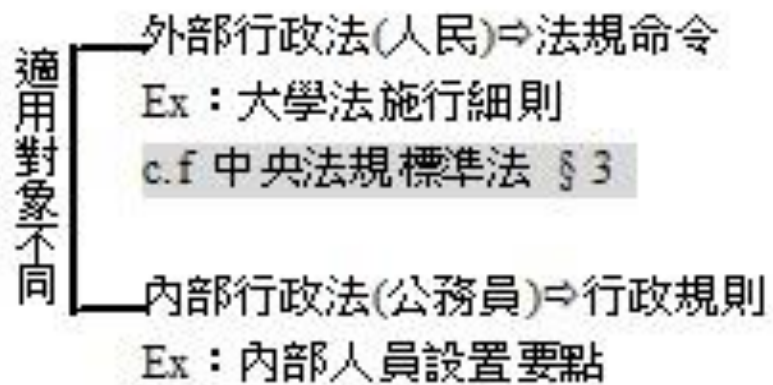 適用對象不同
外部行政法(人民)⇨法規命令
Ex：大學法施行細則
c.f 中央法規標準法 §3
內部行政法(公務員)⇨行政規則
Ex：內部人員設置要點